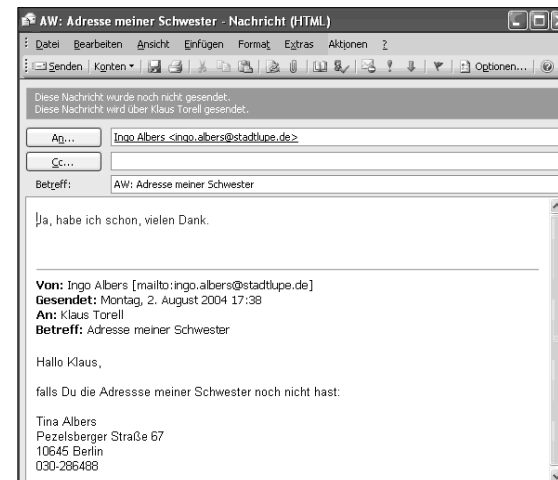 AW: Adresse meiner Schwester - Nachricht (HTML)
Datei Bearbeiten Ansicht Einfügen Format Extras Aktionen ?
Senden Konten Optionen...
Diese Nachricht wurde noch nicht gesendet.
Diese Nachricht wird über Klaus Torell gesendet.
An... Ingo Albers <ingo.albers@stadtlupe.de>
Cc...
Betreff: AW: Adresse meiner Schwester
Ja, habe ich schon, vielen Dank.
Von: Ingo Albers [mailto:ingo.albers@stadtlupe.de]
Gesendet: Montag, 2. August 2004 17:38
An: Klaus Torell
Betreff: Adresse meiner Schwester
Hallo Klaus,
falls Du die Adressse meiner Schwester noch nicht hast:
Tina Albers
Pezelsberger Straße 67
10645 Berlin
030-286488